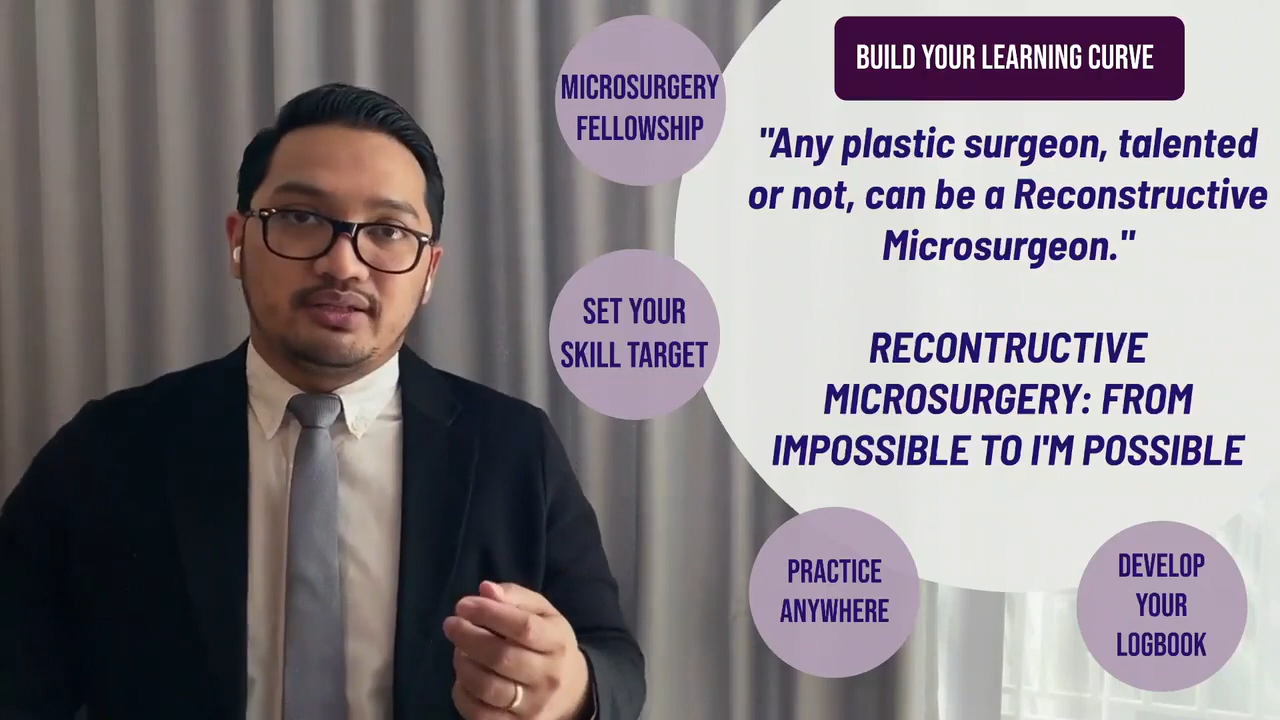 BUILD YOUR LEARNING CURVE
"Any plastic surgeon, talented
or not, can be a Reconstructive
Microsurgeon."
RECONTRUCTIVE
MICROSURGERY: FROM
IMPOSSIBLE TO I'M POSSIBLE
MICROSURGERY
FELLOWSHIP
SET YOUR
SKILL TARGET
PRACTICE
ANYWHERE
DEVELOP
YOUR
LOGBOOK